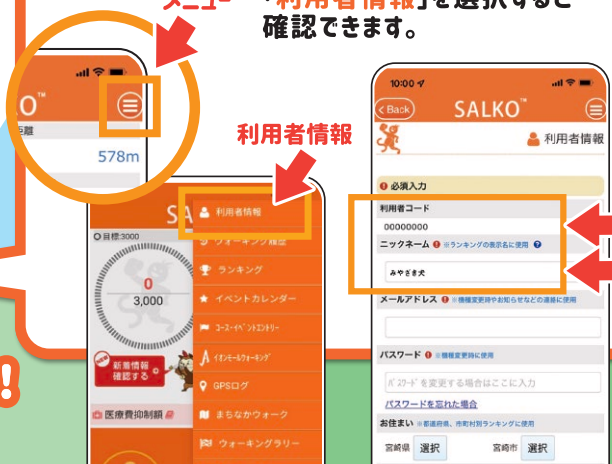 メニュー
「利用者情報」を選択すると
確認できます。
O™
距離
578m
利用者情報
SA
目標:3000
0
3,000
NEW
新着情報
確認する
医療費抑制額
利用者情報
ウォーキング履歴
ランキング
イベントカレンダー
コース・イベントエントリー
イオンモールウォーキング
GPSログ
まちなかウォーク
ウォーキングラリー
10:00
< Back
SALKO™
利用者情報
必須入力
利用者コード
00000000
ニックネーム ※ランキングの表示名に使用
みやざき犬
メールアドレス ※機種変更時やお知らせなどの連絡に使用
パスワード ※機種変更時に使用
パスワードを変更する場合はここに入力
パスワードを忘れた場合
お住まい ※都道府県、市町村別ランキングに使用
宮崎県 選択 宮崎市 選択
!